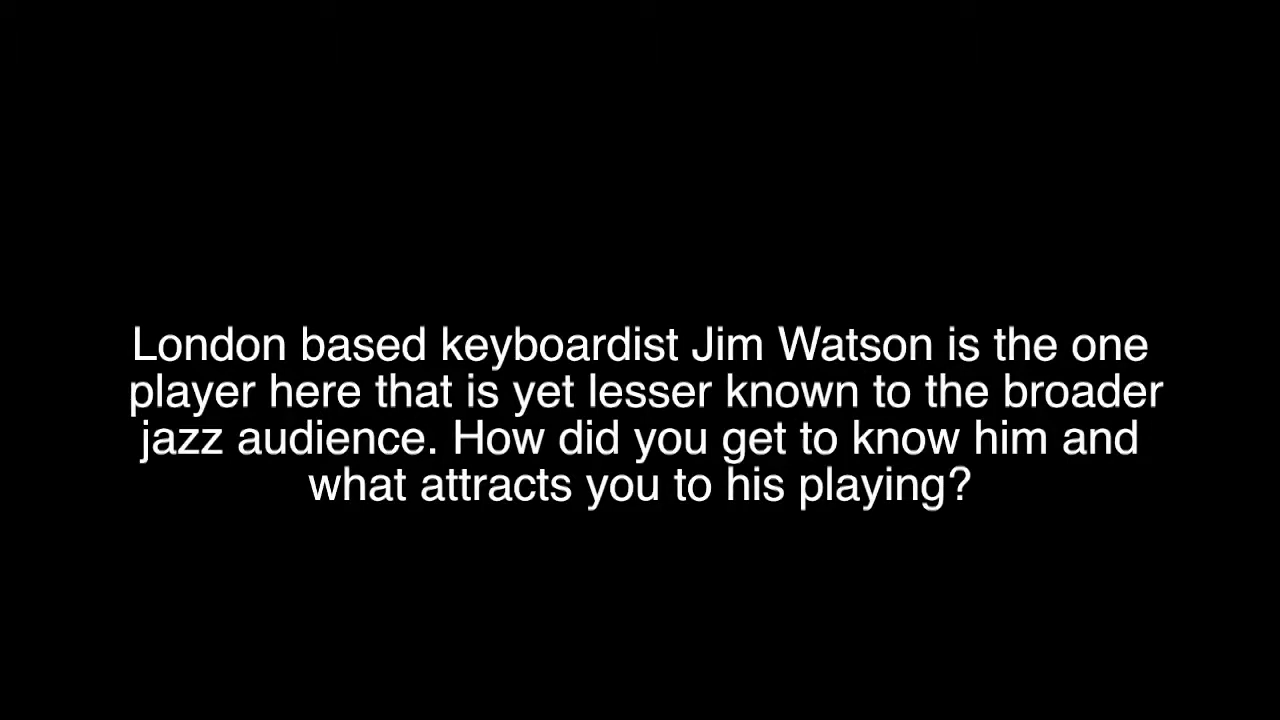 London based keyboardist Jim Watson is the one
player here that is yet lesser known to the broader
jazz audience. How did you get to know him and
what attracts you to his playing?